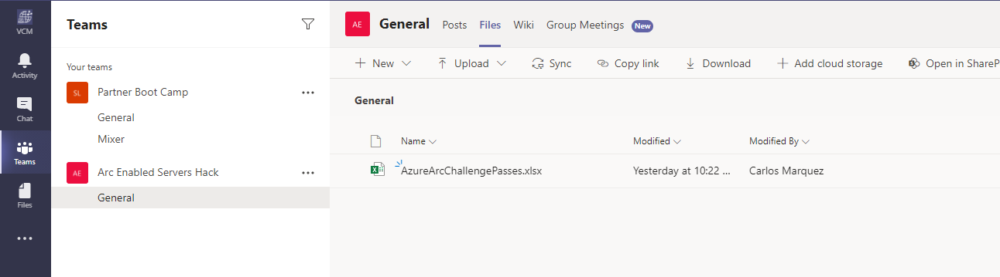 VCM
Activity
Chat
Teams
Files
Teams
Your teams
SL Partner Boot Camp
General
Mixer
AE Arc Enabled Servers Hack
General
AE General Posts Files Wiki Group Meetings New
New Upload Sync Copy link Download Add cloud storage Open in ShareP
General
Name Modified Modified By
AzureArcChallengePasses.xlsx Yesterday at 10:22 ... Carlos Marquez